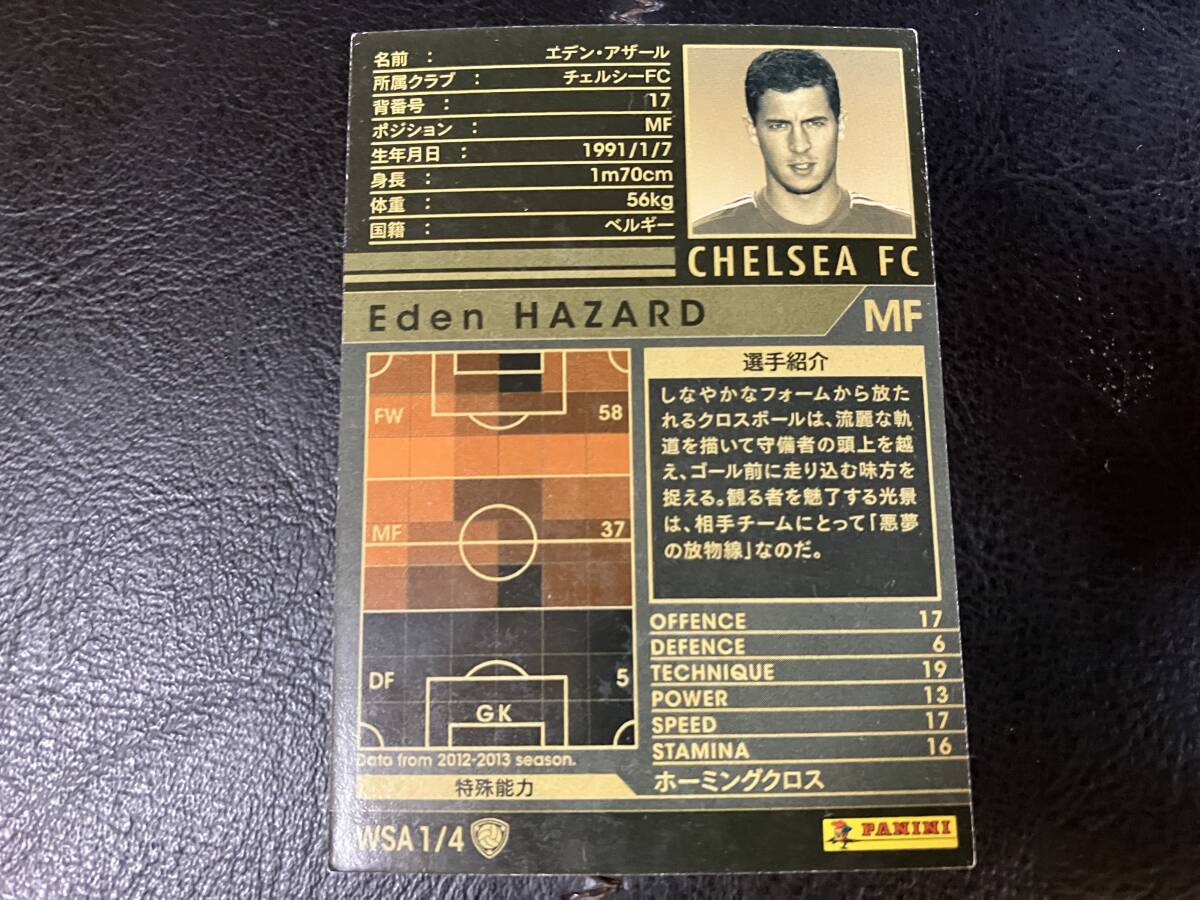 名前 : エデン・アザール
所属クラブ : チェルシーFC
背番号 : 17
ポジション : MF
生年月日 : 1991/1/7
身長 : 1m70cm
体重 : 56kg
国籍 : ベルギー
CHELSEA FC
Eden HAZARD MF
FW 58
MF 37
DF 5
GK
Data from 2012-2013 season.
選手紹介
しなやかなフォームから放た
れるクロスボールは、流麗な軌
道を描いて守備者の頭上を越
え、ゴール前に走り込む味方を
捉える。観る者を魅了する光景
は、相手チームにとって「悪夢
の放物線」なのだ。
OFFENCE 17
DEFENCE 6
TECHNIQUE 19
POWER 13
SPEED 17
STAMINA 16
特殊能力 ホーミングクロス
WSA 1/4
PANINI